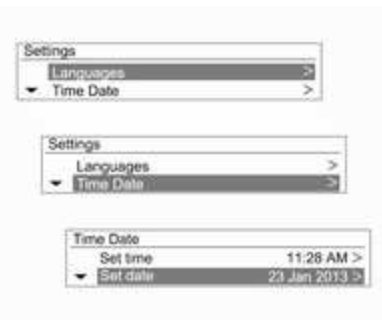 Settings
Languages >
Time Date >
Settings
Languages >
Time Date >
Time Date
Set time 11:28 AM >
Set date 23 Jan 2013 >